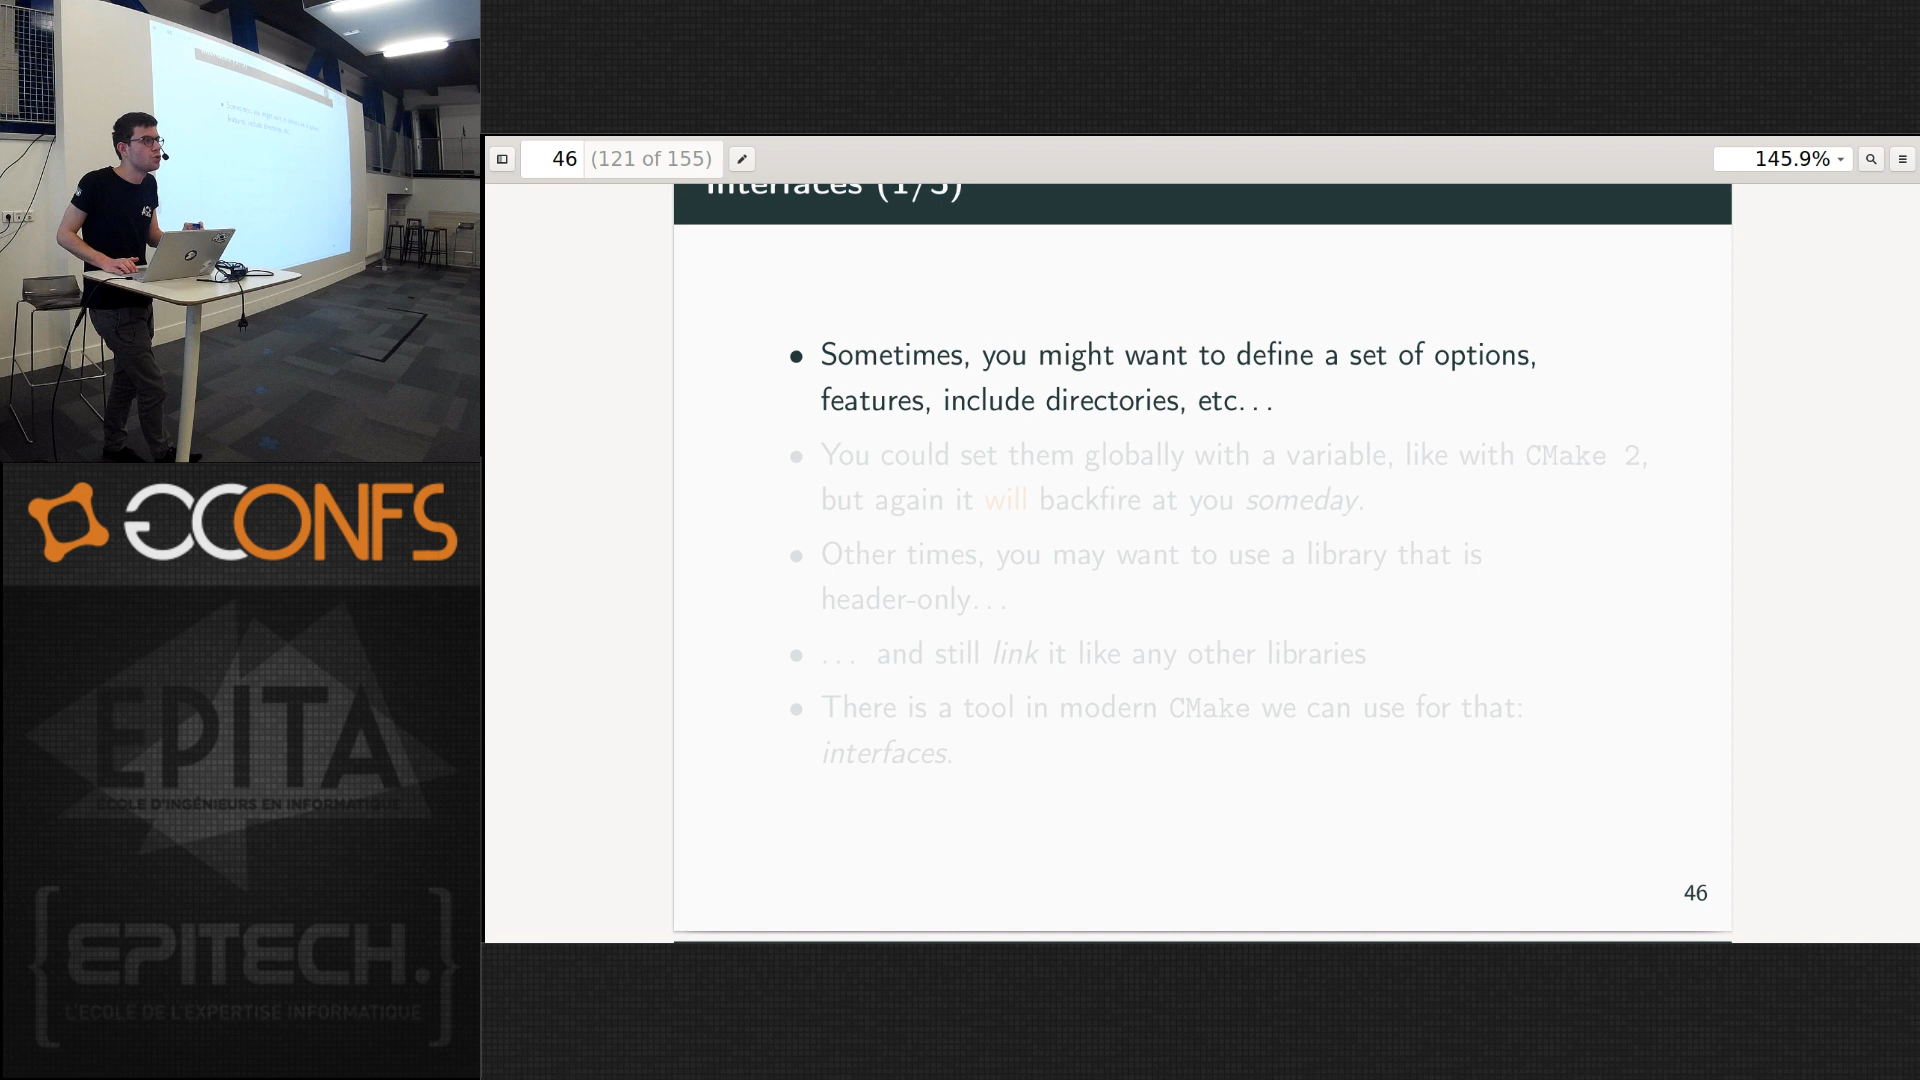 46 (121 of 155)
145.9%
Interfaces (1/3)
• Sometimes, you might want to define a set of options,
features, include directories, etc...
• You could set them globally with a variable, like with CMake 2,
but again it will backfire at you someday.
• Other times, you may want to use a library that is
header-only...
• ... and still link it like any other libraries
• There is a tool in modern CMake we can use for that:
interfaces.
46
GCONFS
EPITA
ÉCOLE D'INGÉNIEURS EN INFORMATIQUE
{EPITECH.}
L'ECOLE DE L'EXPERTISE INFORMATIQUE